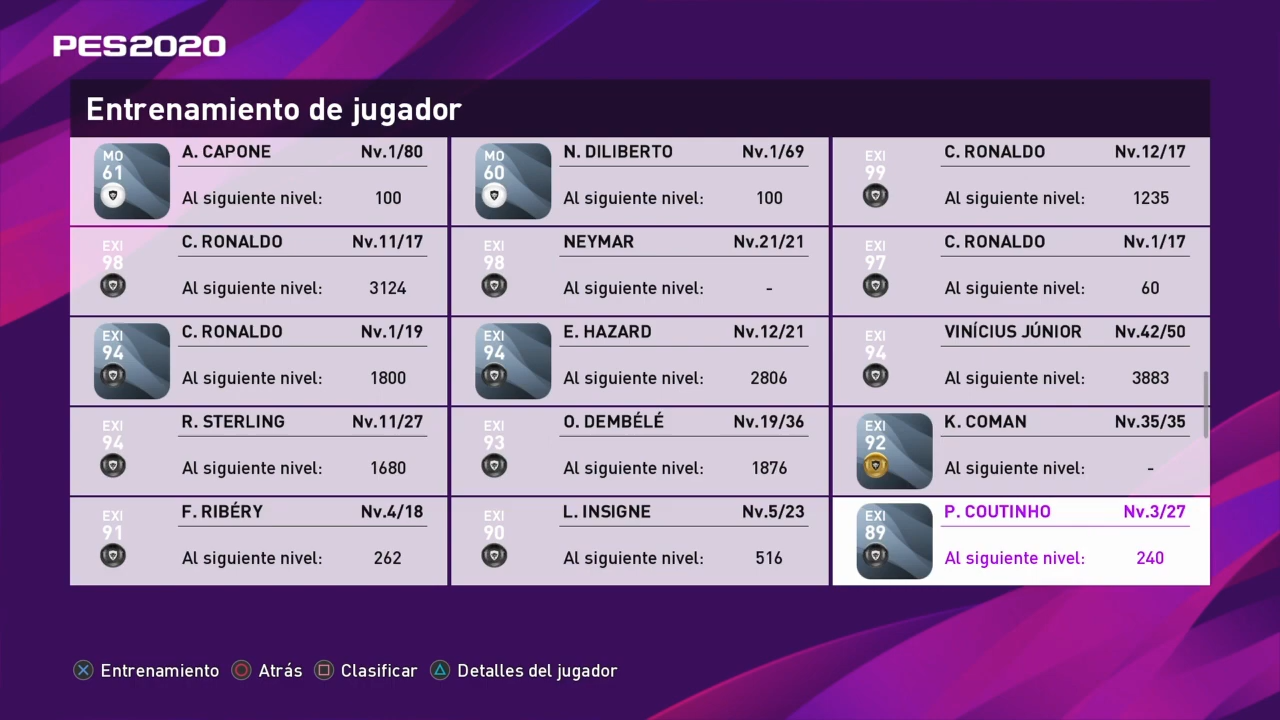 PES2020
Entrenamiento de jugador
MO 61 A. CAPONE Nv.1/80
Al siguiente nivel: 100
MO 60 N. DILIBERTO Nv.1/69
Al siguiente nivel: 100
EXI 99 C. RONALDO Nv.12/17
Al siguiente nivel: 1235
EXI 98 C. RONALDO Nv.11/17
Al siguiente nivel: 3124
EXI 98 NEYMAR Nv.21/21
Al siguiente nivel: -
EXI 97 C. RONALDO Nv.1/17
Al siguiente nivel: 60
EXI 94 C. RONALDO Nv.1/19
Al siguiente nivel: 1800
EXI 94 E. HAZARD Nv.12/21
Al siguiente nivel: 2806
EXI 94 VINÍCIUS JÚNIOR Nv.42/50
Al siguiente nivel: 3883
EXI 94 R. STERLING Nv.11/27
Al siguiente nivel: 1680
EXI 93 O. DEMBÉLÉ Nv.19/36
Al siguiente nivel: 1876
EXI 92 K. COMAN Nv.35/35
Al siguiente nivel: -
EXI 91 F. RIBÉRY Nv.4/18
Al siguiente nivel: 262
EXI 90 L. INSIGNE Nv.5/23
Al siguiente nivel: 516
EXI 89 P. COUTINHO Nv.3/27
Al siguiente nivel: 240
Entrenamiento Atrás Clasificar Detalles del jugador